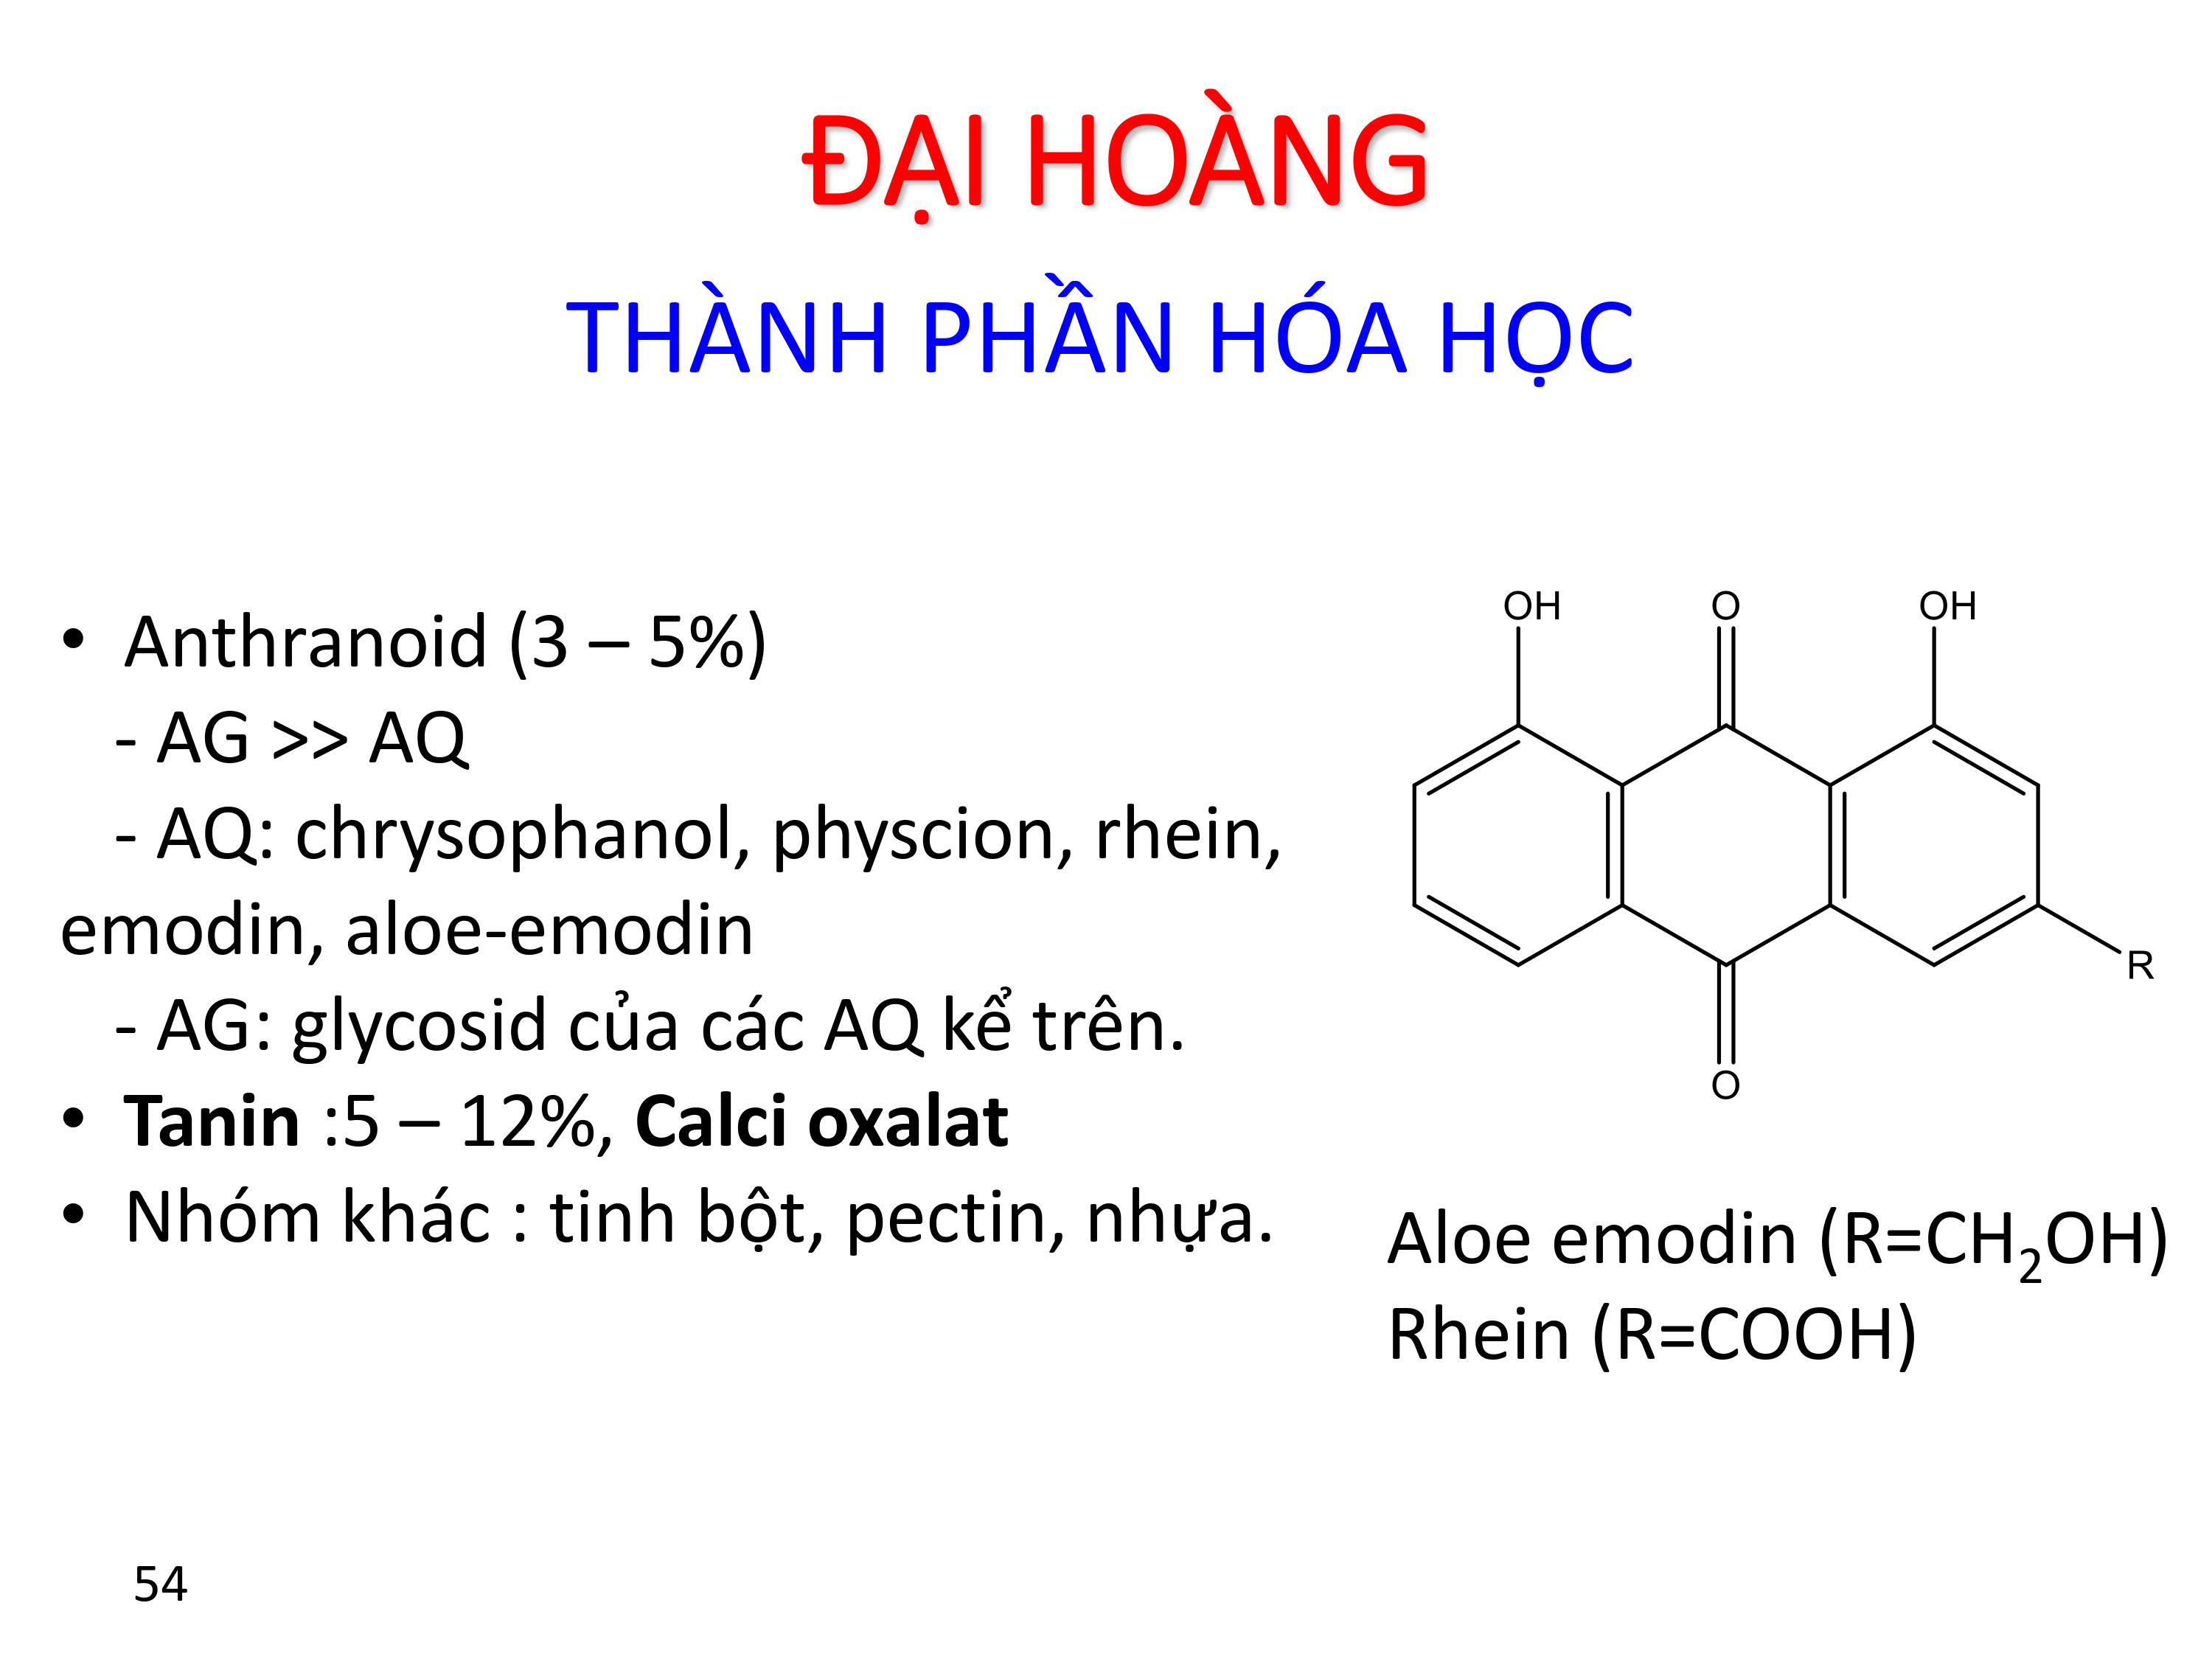 ĐẠI HOÀNG
THÀNH PHẦN HÓA HỌC
• Anthranoid (3 – 5%)
- AG >> AQ
- AQ: chrysophanol, physcion, rhein,
emodin, aloe-emodin
- AG: glycosid của các AQ kể trên.
• Tanin :5 – 12%, Calci oxalat
• Nhóm khác : tinh bột, pectin, nhựa.
OH O OH
R
O
Aloe emodin (R=CH₂OH)
Rhein (R=COOH)
54